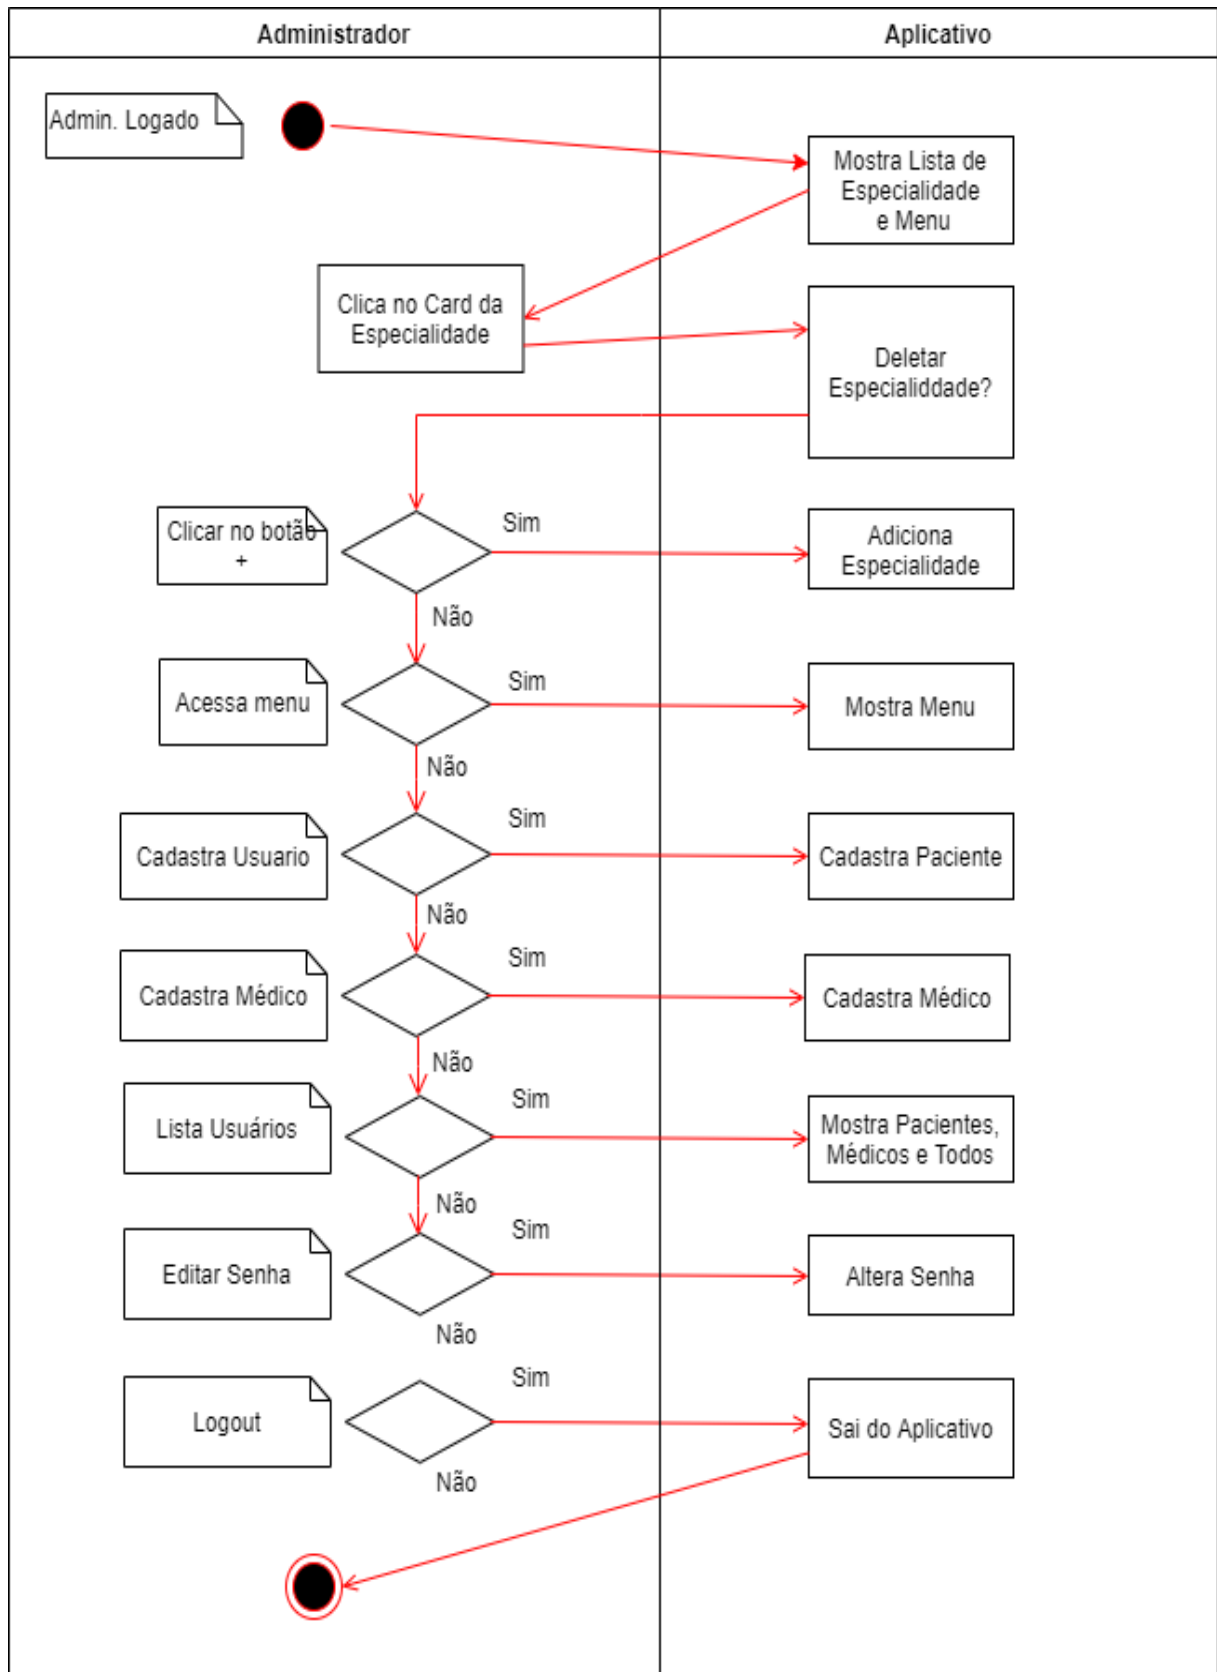 Administrador
Aplicativo
Admin. Logado
Mostra Lista de
Especialidade
e Menu
Clica no Card da
Especialidade
Deletar
Especialiddade?
Clicar no botão
+
Sim
Adiciona
Especialidade
Não
Acessa menu
Sim
Mostra Menu
Não
Cadastra Usuario
Sim
Cadastra Paciente
Não
Cadastra Médico
Sim
Cadastra Médico
Não
Lista Usuários
Sim
Mostra Pacientes,
Médicos e Todos
Não
Editar Senha
Sim
Altera Senha
Não
Logout
Sim
Sai do Aplicativo
Não